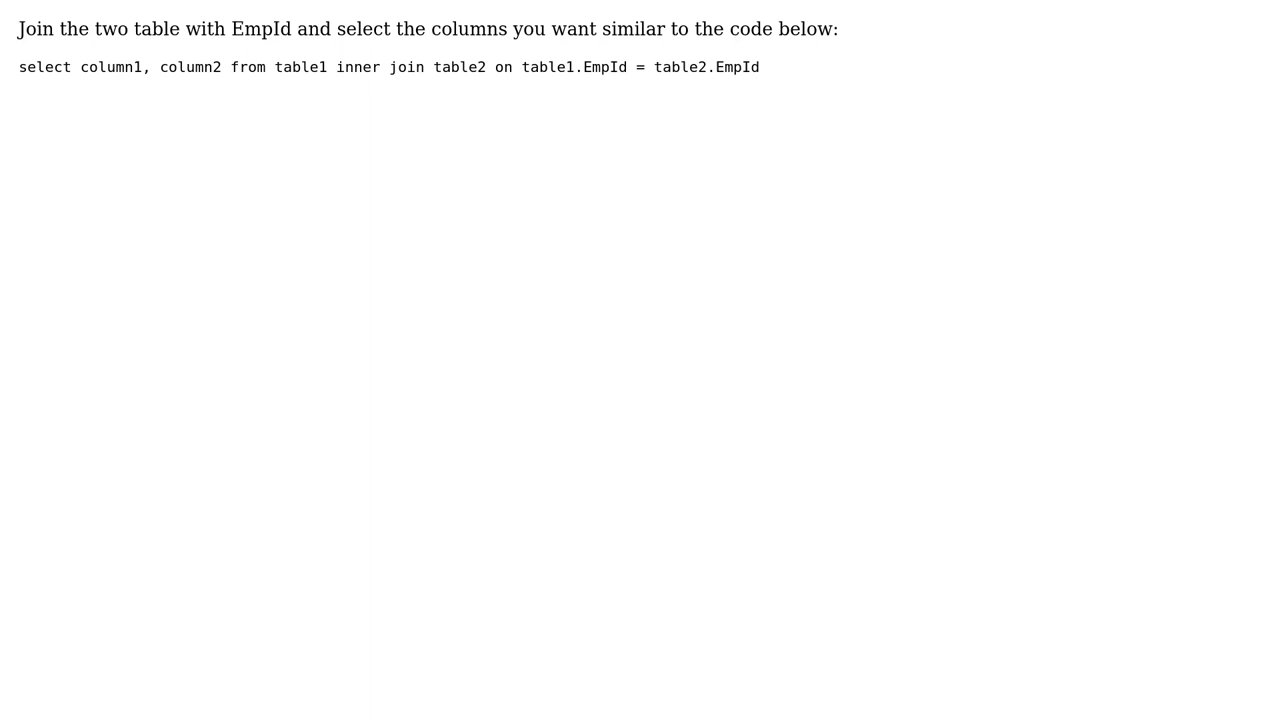 Join the two table with EmpId and select the columns you want similar to the code below:
select column1, column2 from table1 inner join table2 on table1.EmpId = table2.EmpId